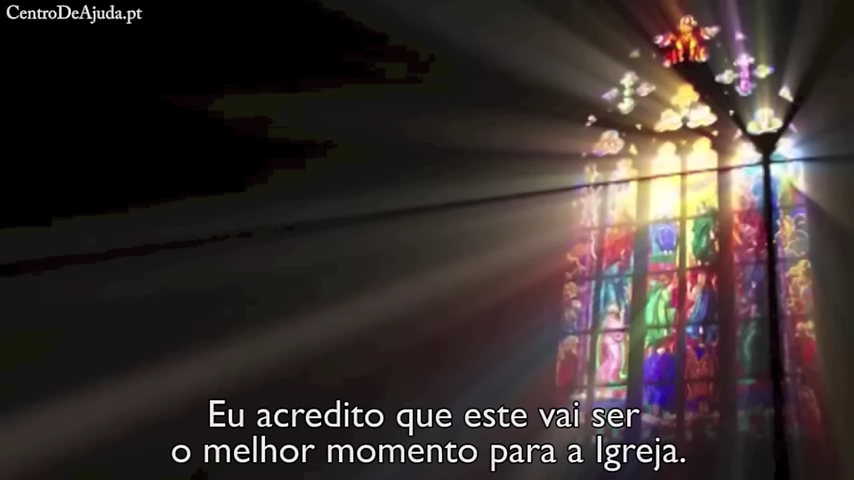 CentroDeAjuda.pt
Eu acredito que este vai ser
o melhor momento para a Igreja.